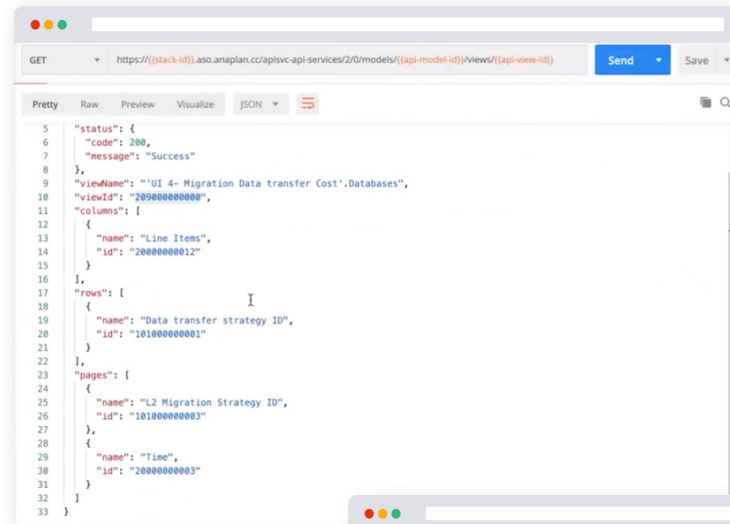 GET https://{{stack-id}}.aso.anaplan.cc/apisvc-api-services/2/0/models/{{api-model-id}}/views/{{api-view-id}} Send Save
Pretty Raw Preview Visualize JSON
5 "status": {
6 "code": 200,
7 "message": "Success"
8 },
9 "viewName": "'UI 4- Migration Data transfer Cost'.Databases",
10 "viewId": "209000000000",
11 "columns": [
12 {
13 "name": "Line Items",
14 "id": "20000000012"
15 }
16 ],
17 "rows": [
18 {
19 "name": "Data transfer strategy ID",
20 "id": "101000000001"
21 }
22 ],
23 "pages": [
24 {
25 "name": "L2 Migration Strategy ID",
26 "id": "101000000003"
27 },
28 {
29 "name": "Time",
30 "id": "20000000003"
31 }
32 ]
33 }